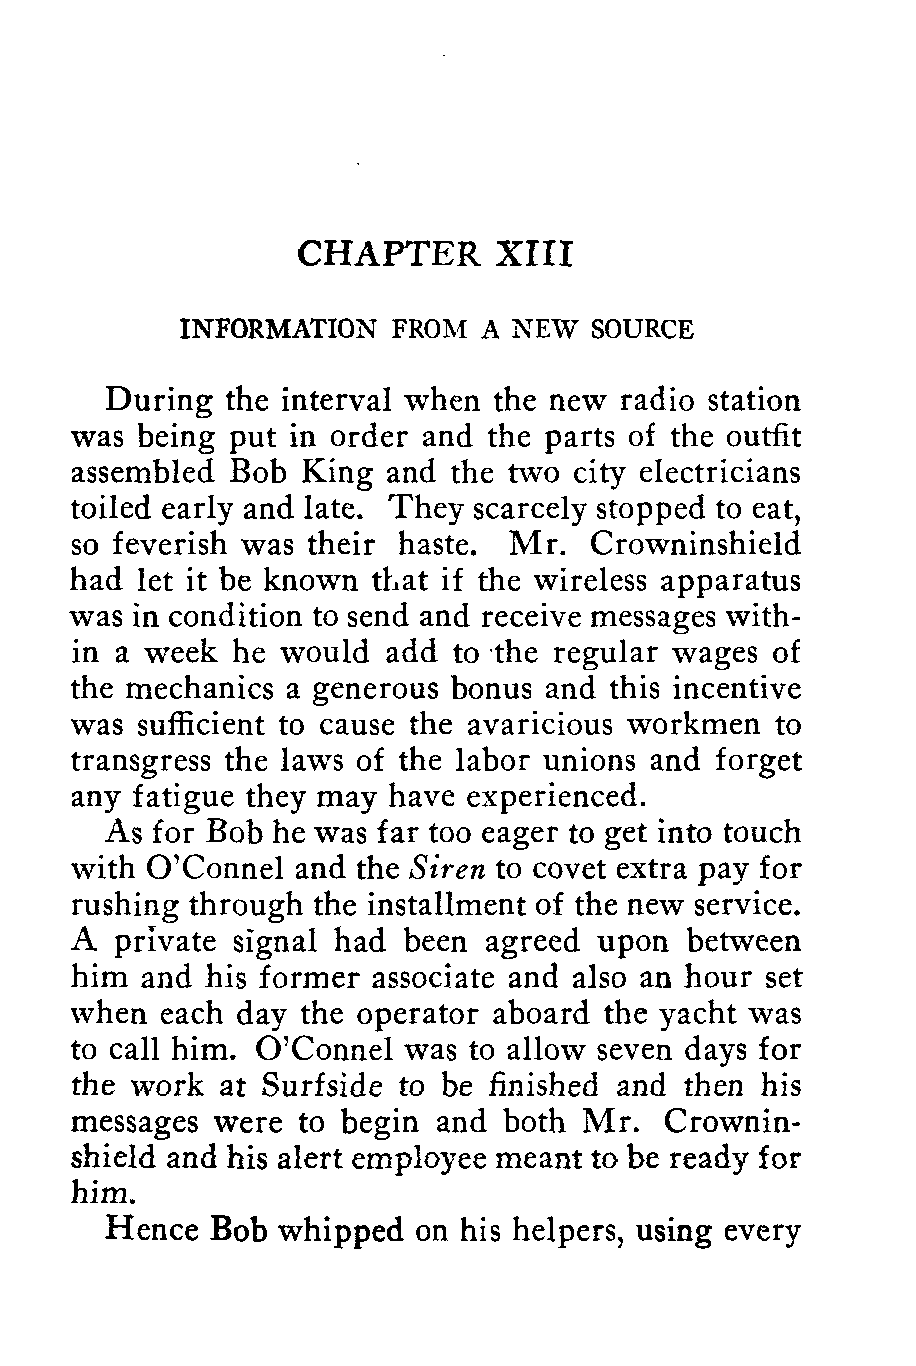 CHAPTER XIII
INFORMATION FROM A NEW SOURCE
During the interval when the new radio station
was being put in order and the parts of the outfit
assembled Bob King and the two city electricians
toiled early and late. They scarcely stopped to eat,
so feverish was their haste. Mr. Crowninshield
had let it be known that if the wireless apparatus
was in condition to send and receive messages with-
in a week he would add to the regular wages of
the mechanics a generous bonus and this incentive
was sufficient to cause the avaricious workmen to
transgress the laws of the labor unions and forget
any fatigue they may have experienced.
As for Bob he was far too eager to get into touch
with O'Connel and the Siren to covet extra pay for
rushing through the installment of the new service.
A private signal had been agreed upon between
him and his former associate and also an hour set
when each day the operator aboard the yacht was
to call him. O'Connel was to allow seven days for
the work at Surfside to be finished and then his
messages were to begin and both Mr. Crownin-
shield and his alert employee meant to be ready for
him.
Hence Bob whipped on his helpers, using every